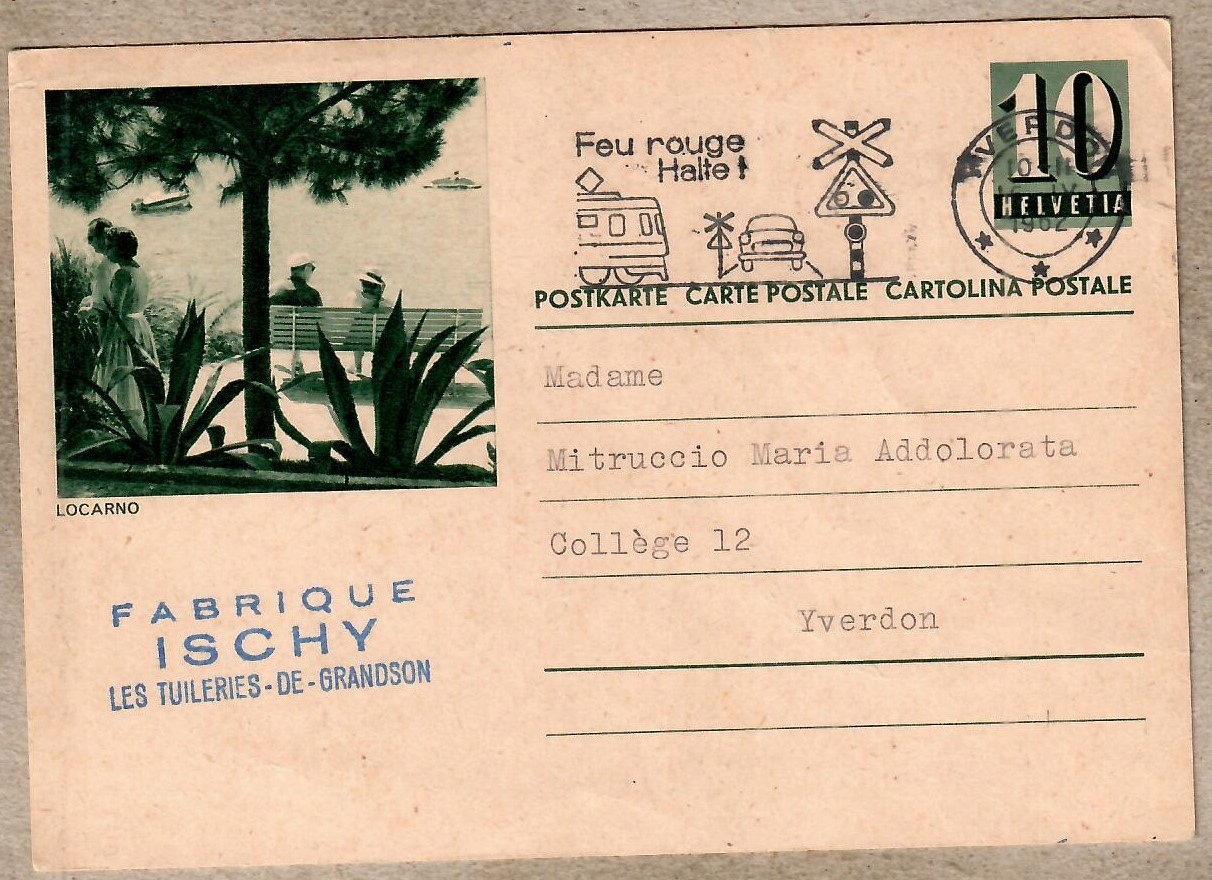 Feu rouge
Halte !
10
HELVETIA
1962
POSTKARTE CARTE POSTALE CARTOLINA POSTALE
Madame
Mitruccio Maria Addolorata
Collège 12
Yverdon
LOCARNO
FABRIQUE
ISCHY
LES TUILERIES-DE-GRANDSON